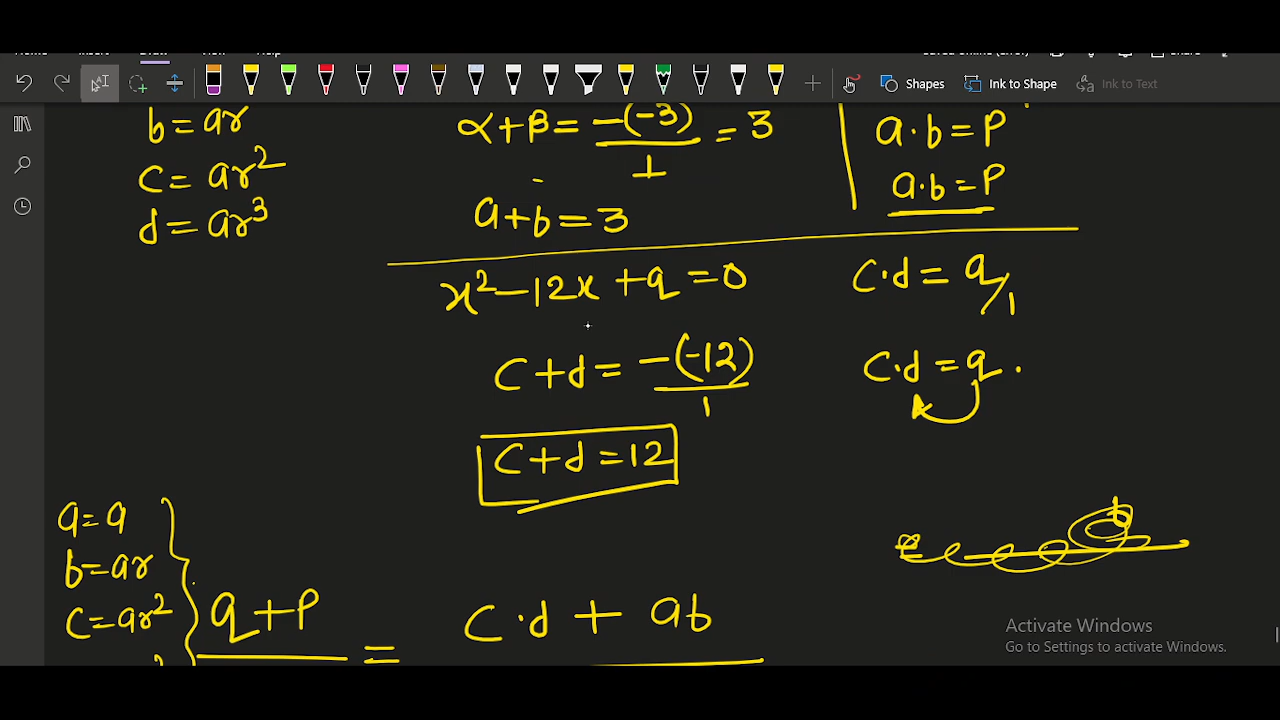 Shapes Ink to Shape Ink to Text
b = ar
c = ar²
d = ar³
α+β = -(-3)/1 = 3
a+b = 3
a·b = P
a·b = P
x²-12x+q=0
c·d = q/1
c+d = -(-12)/1
c·d = q.
c+d=12
a=a
b=ar
c=ar²
q+P = c·d + ab
Activate Windows
Go to Settings to activate Windows.